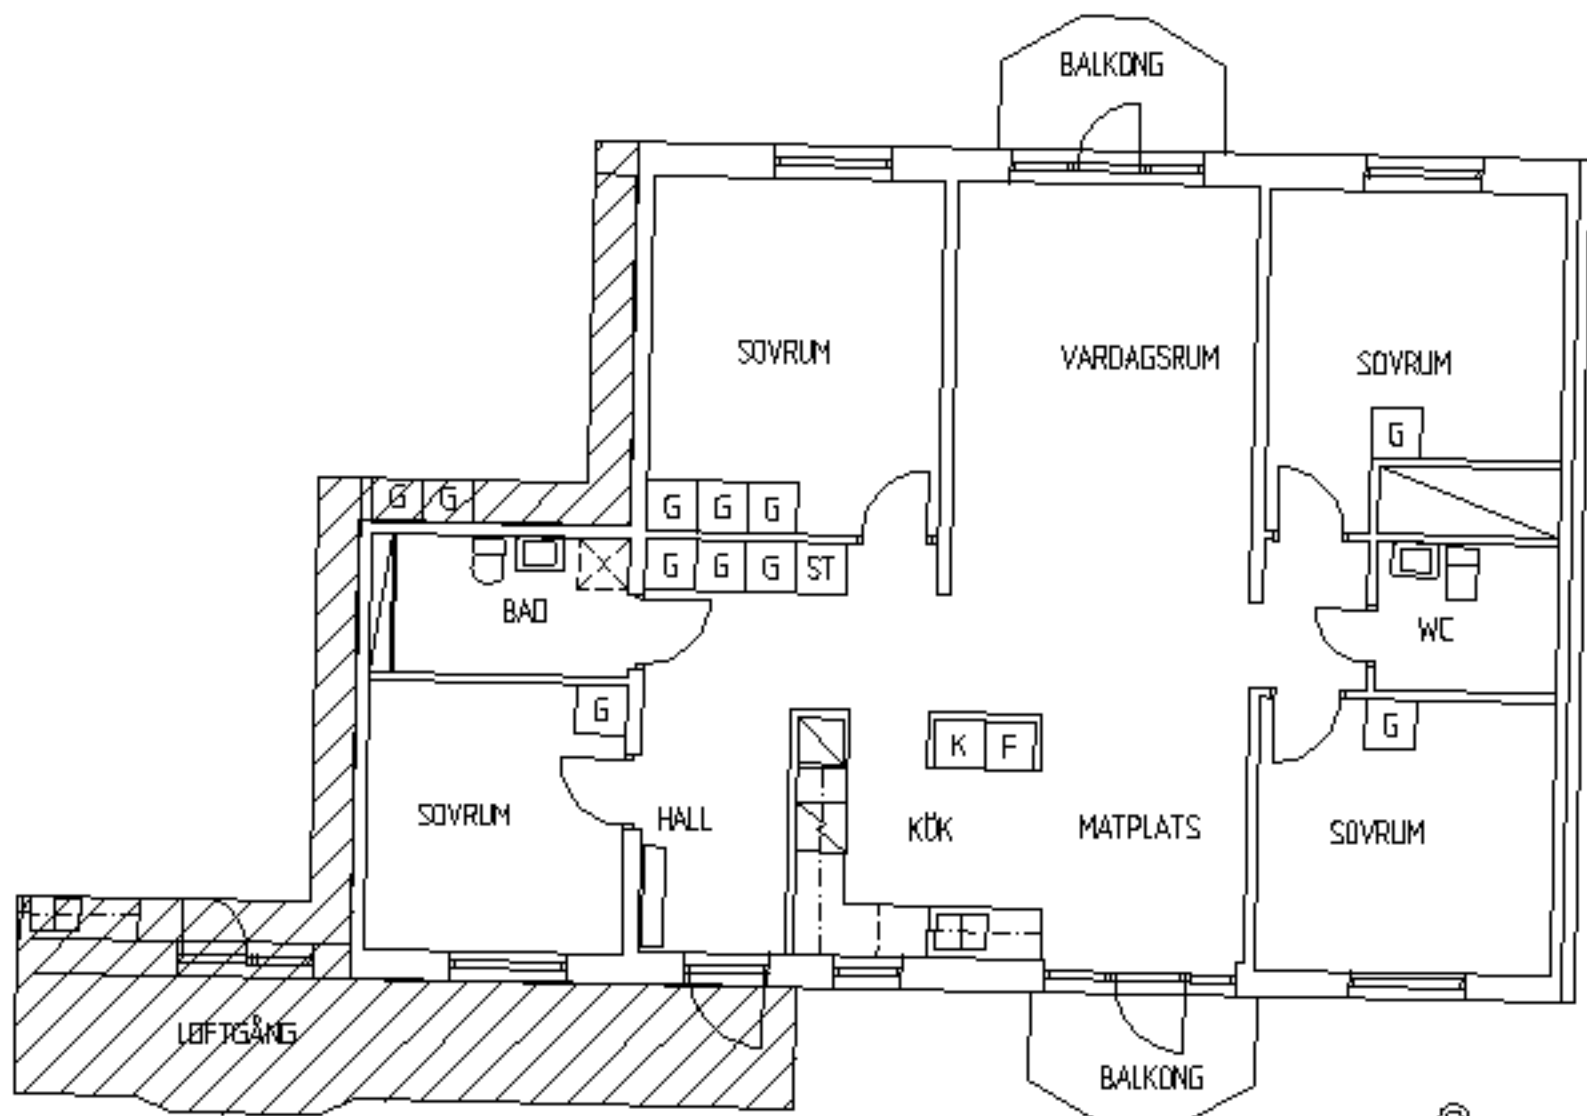 BALKONG
SOVRUM
VARDAGSRUM
SOVRUM
G
G G
G G G
G G G ST
BAD
WC
G
G
K F
SOVRUM
HALL
KÖK
MATPLATS
SOVRUM
LOFTGÅNG
BALKONG